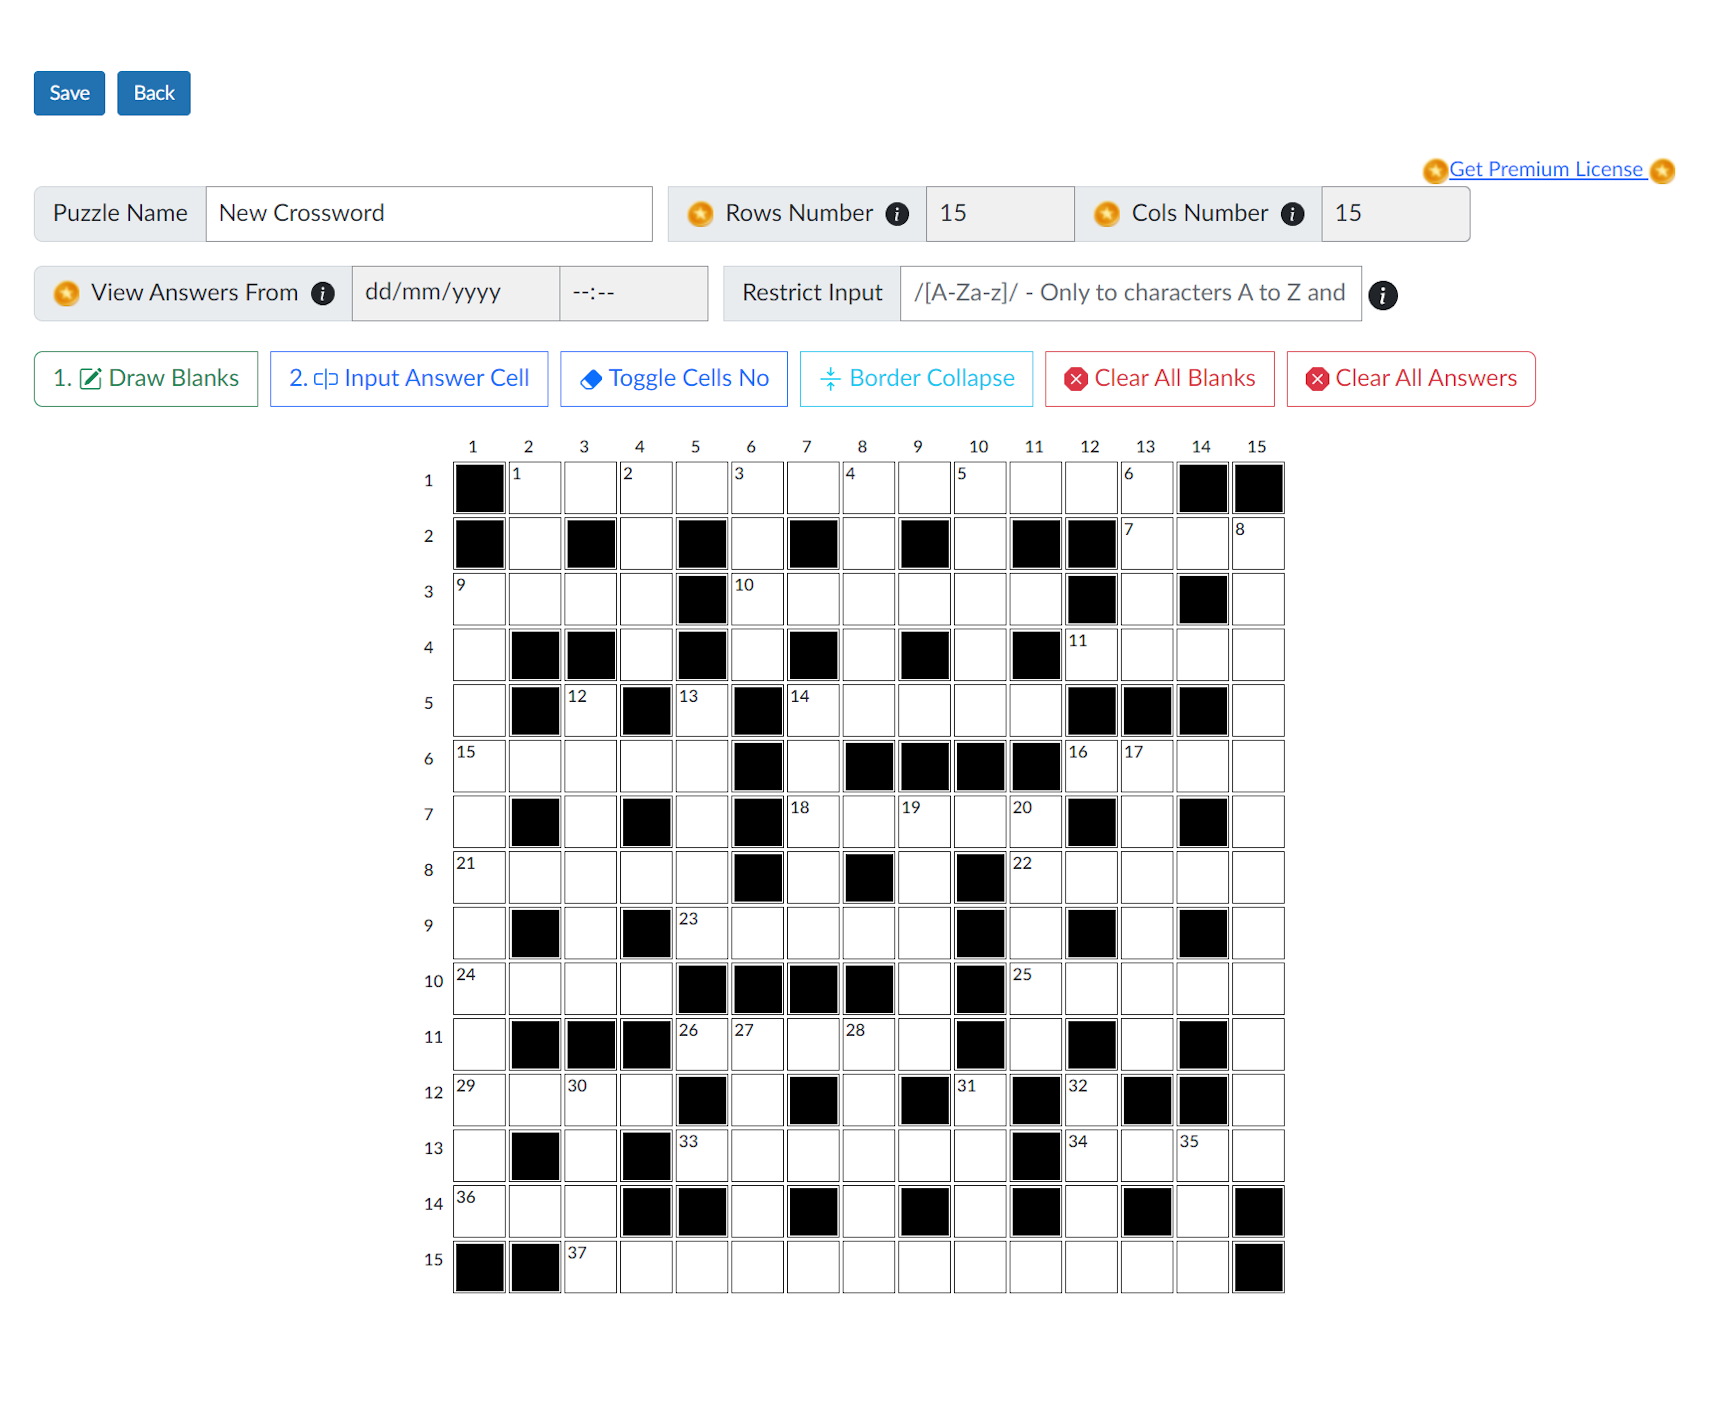 Save Back
Get Premium License
Puzzle Name New Crossword Rows Number i 15 Cols Number i 15
View Answers From i dd/mm/yyyy --:-- Restrict Input /[A-Za-z]/ - Only to characters A to Z and i
1. Draw Blanks 2. Input Answer Cell Toggle Cells No Border Collapse Clear All Blanks Clear All Answers
1 2 3 4 5 6 7 8 9 10 11 12 13 14 15
1 1 2 3 4 5 6
2 7 8
3 9 10
4 11
5 12 13 14
6 15 16 17
7 18 19 20
8 21 22
9 23
10 24 25
11 26 27 28
12 29 30 31 32
13 33 34 35
14 36
15 37